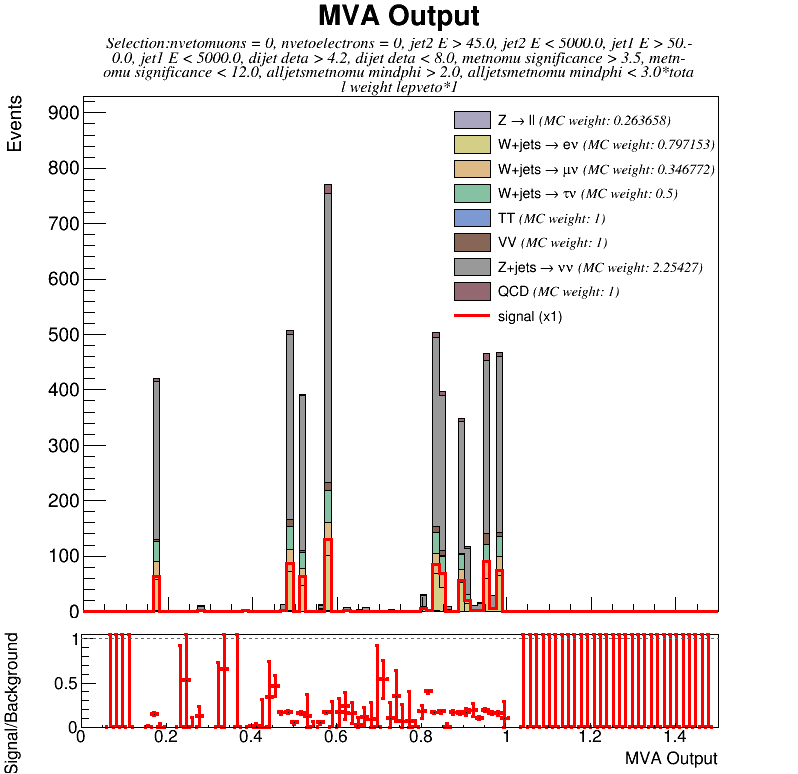 MVA Output
Selection:nvetomuons = 0, nvetoelectrons = 0, jet2 E > 45.0, jet2 E < 5000.0, jet1 E > 50.-
0.0, jet1 E < 5000.0, dijet deta > 4.2, dijet deta < 8.0, metnomu significance > 3.5, metn-
omu significance < 12.0, alljetsmetnomu mindphi > 2.0, alljetsmetnomu mindphi < 3.0*tota
l weight lepveto*1
Events
900
800
700
600
500
400
300
200
100
0
Z → ll (MC weight: 0.263658)
W+jets → eν (MC weight: 0.797153)
W+jets → μν (MC weight: 0.346772)
W+jets → τν (MC weight: 0.5)
TT (MC weight: 1)
VV (MC weight: 1)
Z+jets → νν (MC weight: 2.25427)
QCD (MC weight: 1)
signal (x1)
Signal/Background
1
0.5
0
0 0.2 0.4 0.6 0.8 1 1.2 1.4
MVA Output